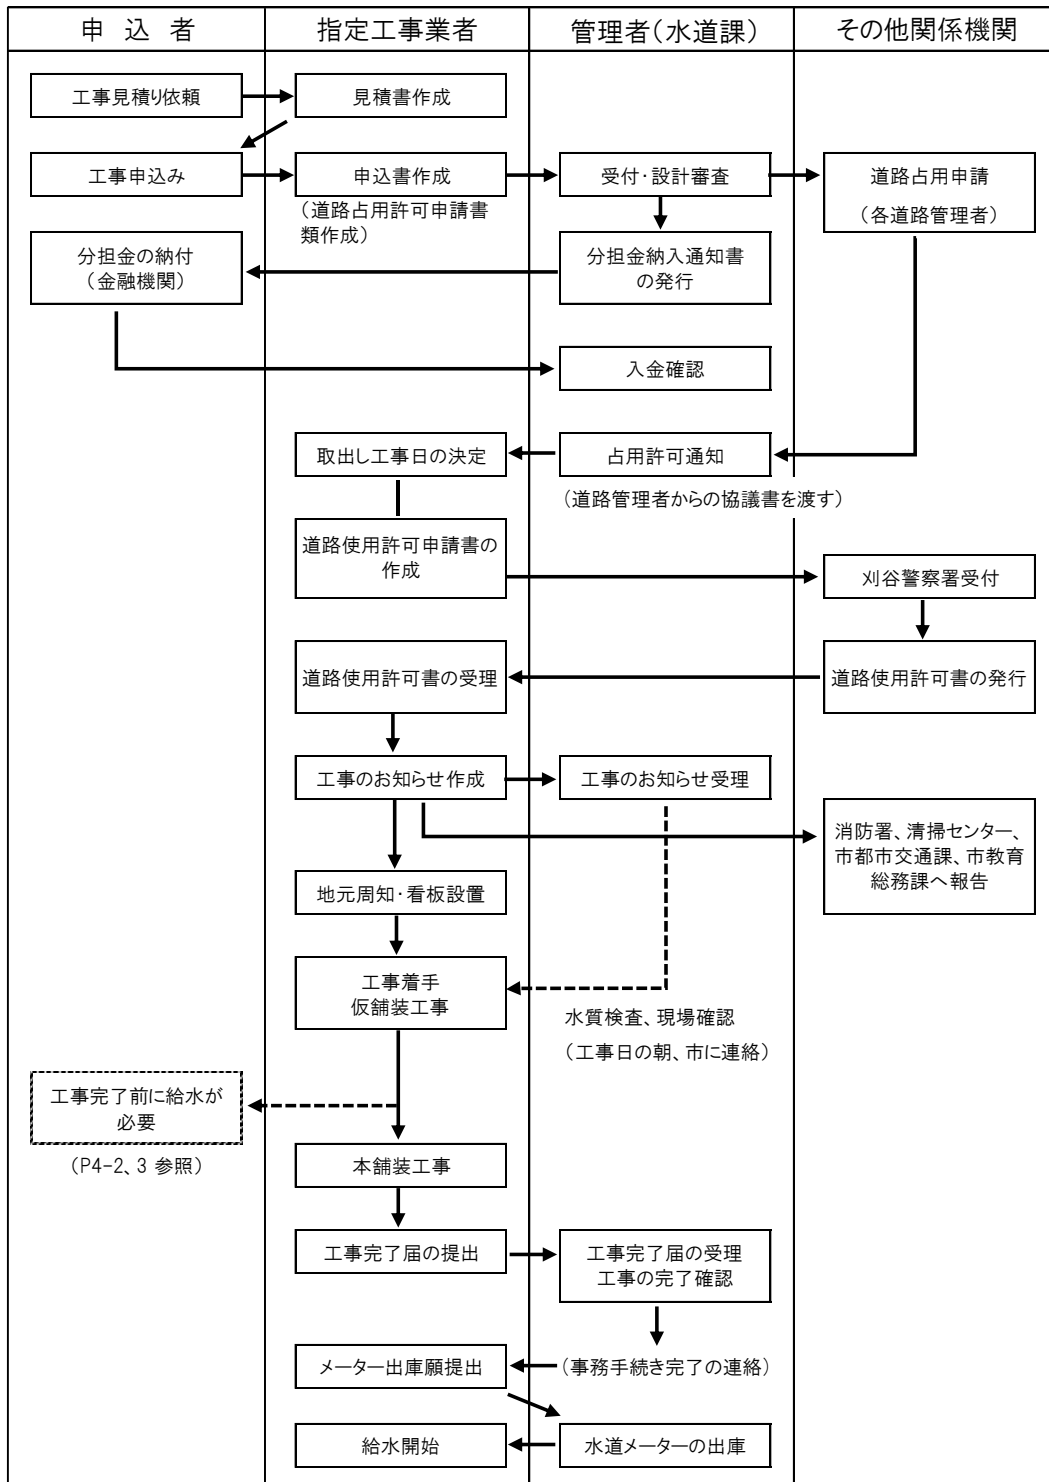 申 込 者
指定工事業者
管理者(水道課)
その他関係機関
工事見積り依頼
見積書作成
工事申込み
申込書作成
(道路占用許可申請書
類作成)
受付・設計審査
道路占用申請
(各道路管理者)
分担金の納付
(金融機関)
分担金納入通知書
の発行
入金確認
取出し工事日の決定
占用許可通知
(道路管理者からの協議書を渡す)
道路使用許可申請書の
作成
刈谷警察署受付
道路使用許可書の受理
道路使用許可書の発行
工事のお知らせ作成
工事のお知らせ受理
消防署、清掃センター、
市都市交通課、市教育
総務課へ報告
地元周知・看板設置
工事着手
仮舗装工事
水質検査、現場確認
(工事日の朝、市に連絡)
工事完了前に給水が
必要
(P4-2、3 参照)
本舗装工事
工事完了届の提出
工事完了届の受理
工事の完了確認
メーター出庫願提出
(事務手続き完了の連絡)
給水開始
水道メーターの出庫